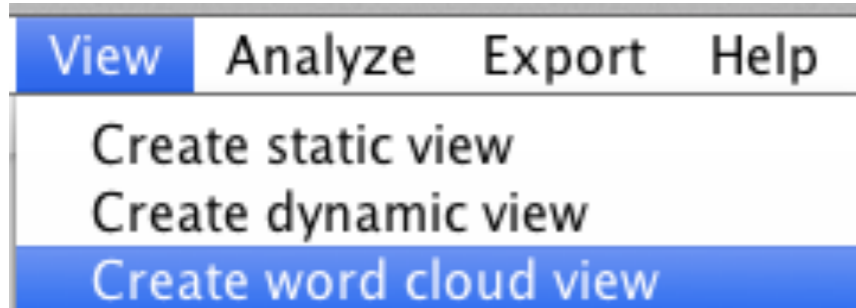 View Analyze Export Help
Create static view
Create dynamic view
Create word cloud view